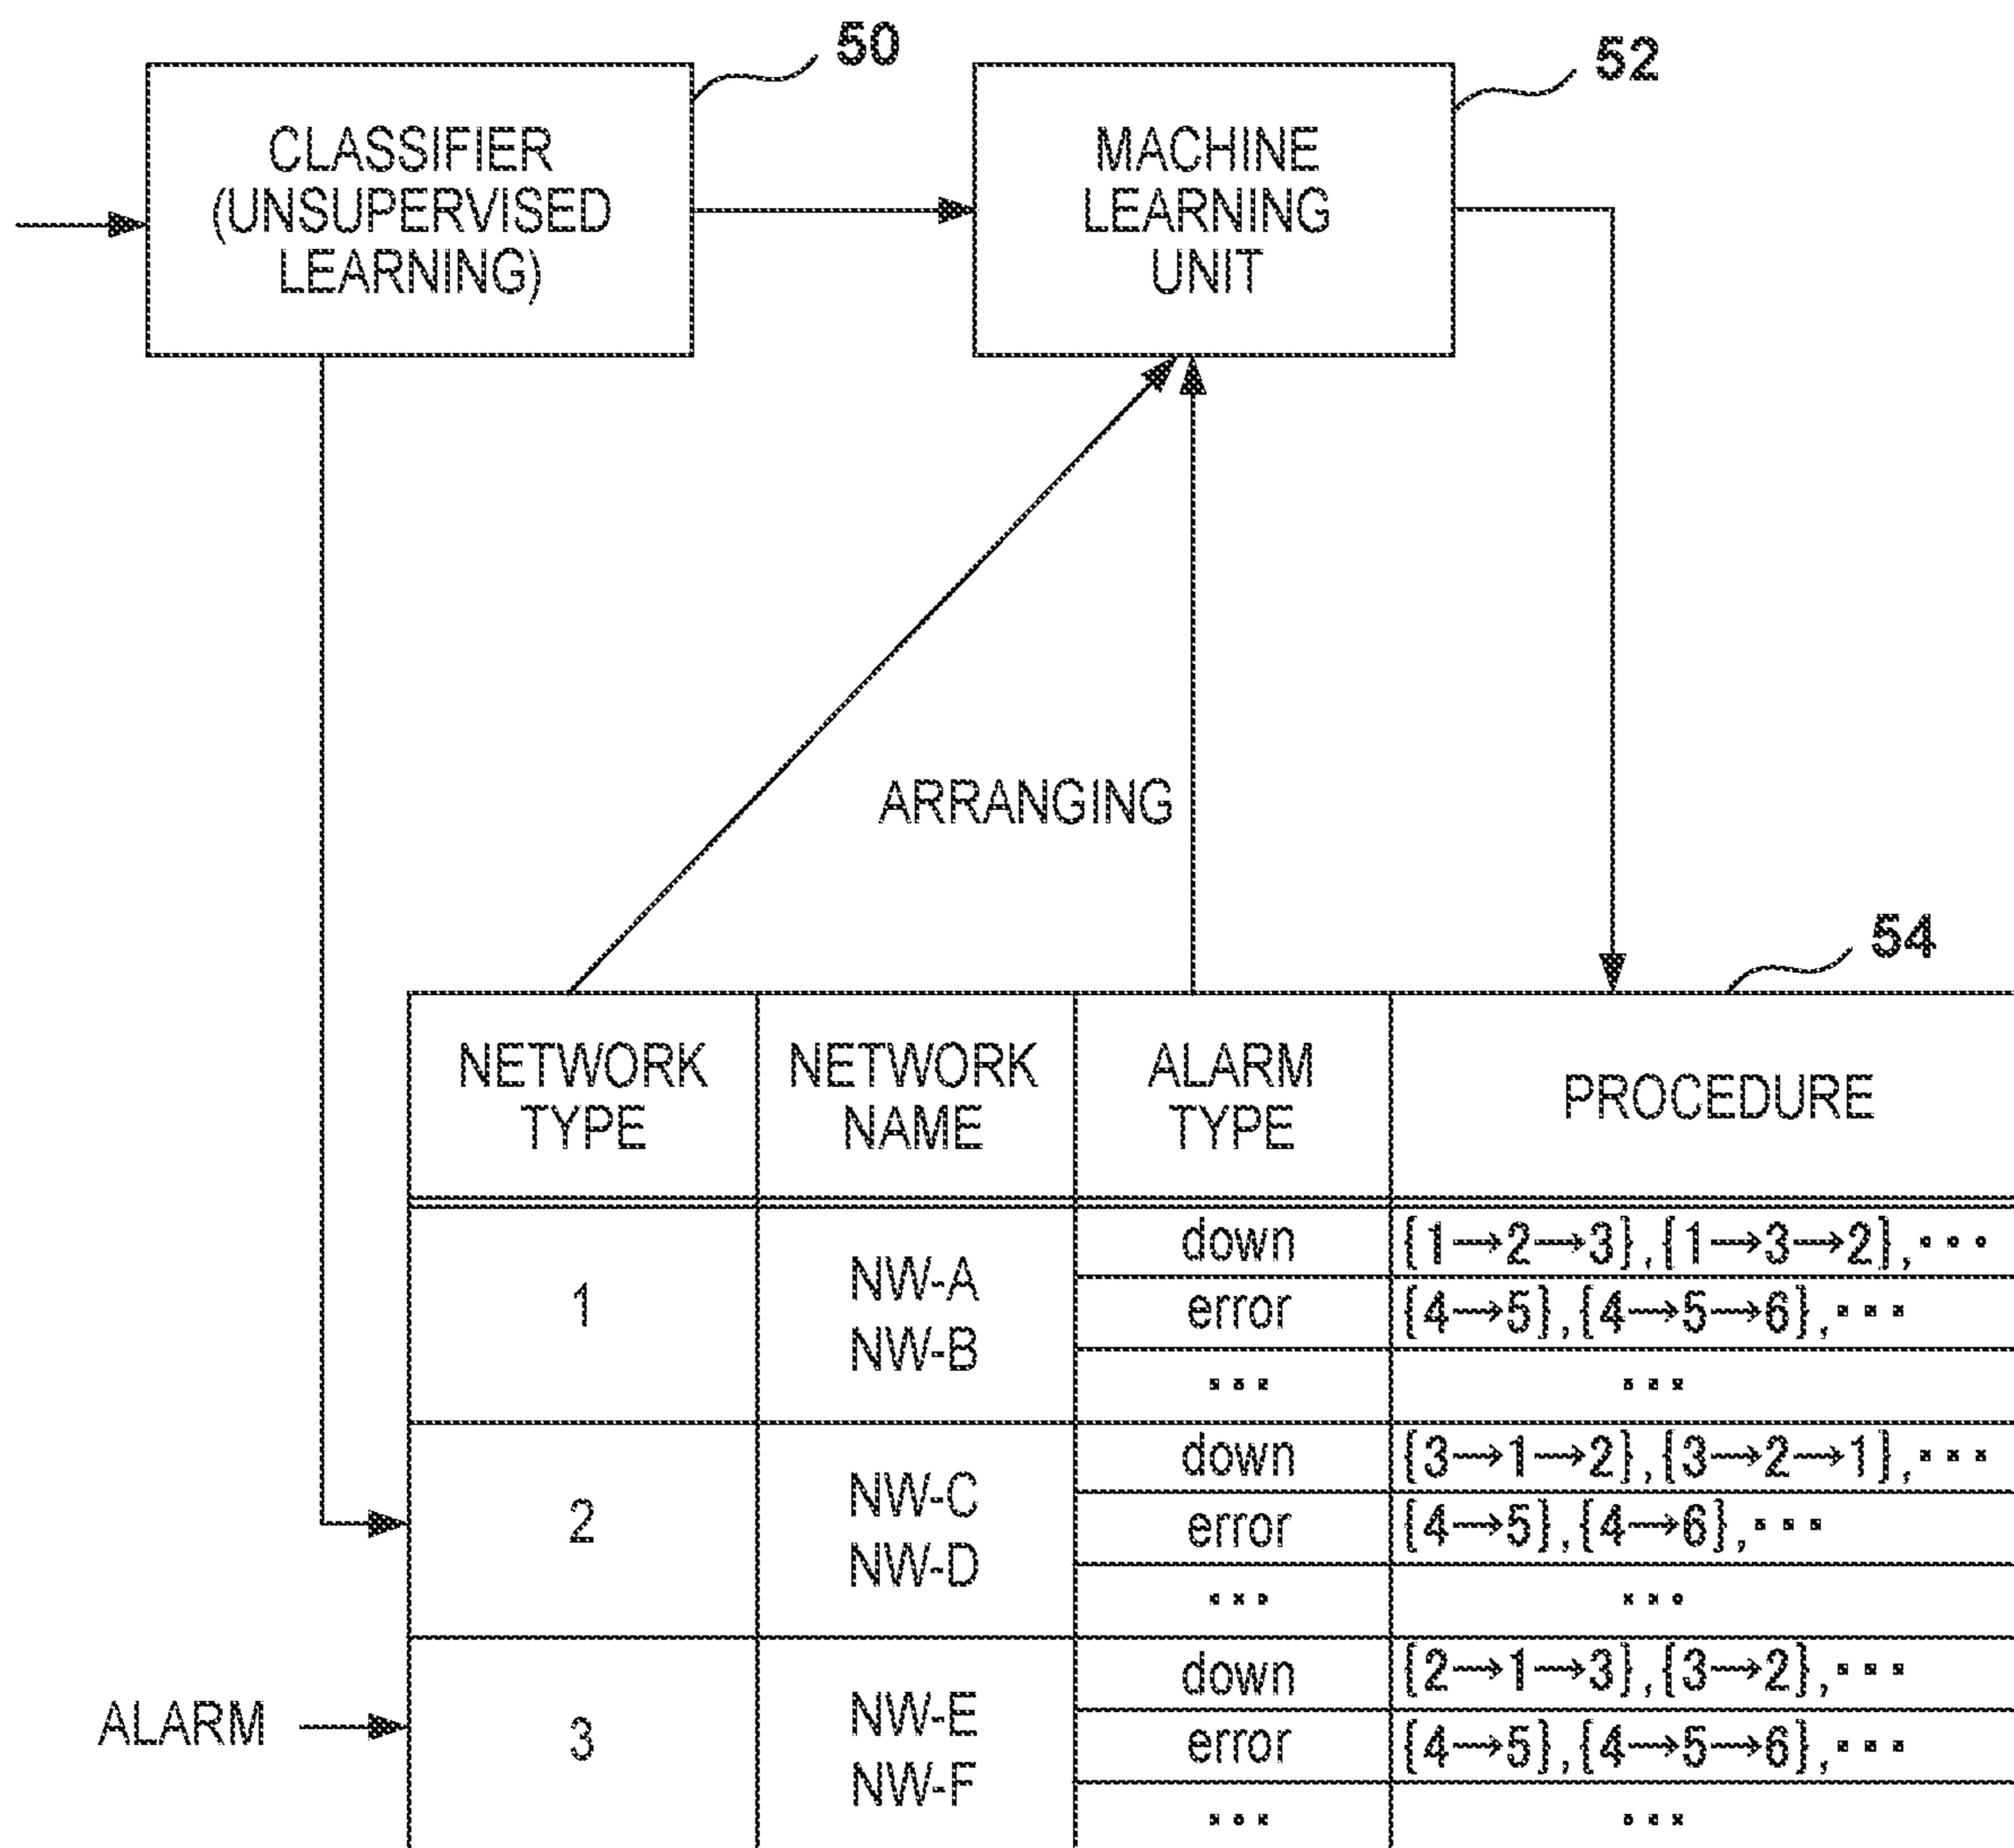 50
52
CLASSIFIER
(UNSUPERVISED
LEARNING)
MACHINE
LEARNING
UNIT
ARRANGING
54
NETWORK
TYPE
NETWORK
NAME
ALARM
TYPE
PROCEDURE
1
NW-A
NW-B
down
{1→2→3},{1→3→2},･･･
error
{4→5},{4→5→6},･･･
･･･
･･･
2
NW-C
NW-D
down
{3→1→2},{3→2→1},･･･
error
{4→5},{4→6},･･･
･･･
･･･
ALARM
3
NW-E
NW-F
down
{2→1→3},{3→2},･･･
error
{4→5},{4→5→6},･･･
･･･
･･･